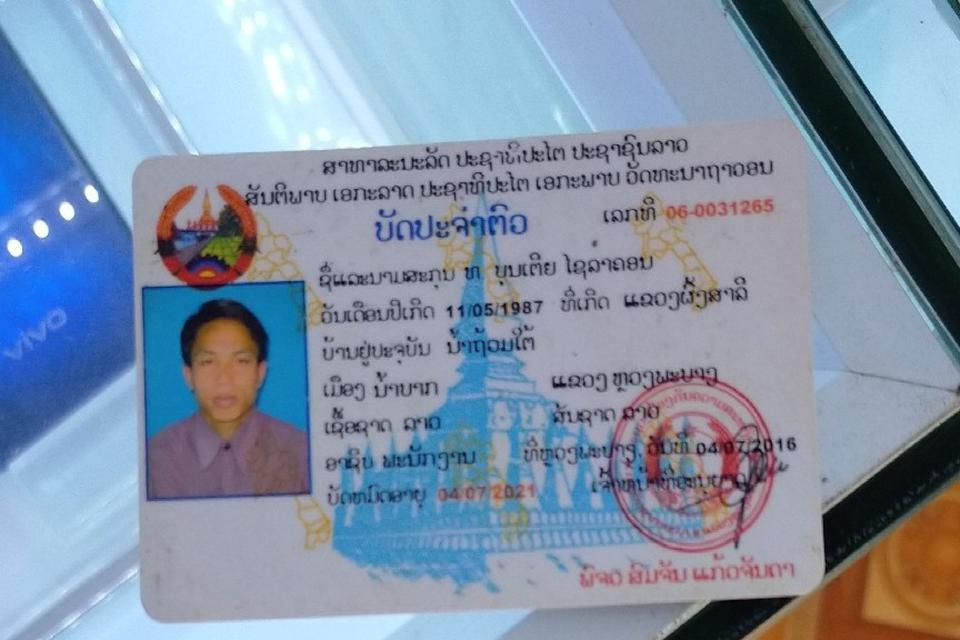 ສາທາລະນະລັດ ປະຊາທິປະໄຕ ປະຊາຊົນລາວ
ສັນຕິພາບ ເອກະລາດ ປະຊາທິປະໄຕ ເອກະພາບ ວັດທະນາຖາວອນ
ບັດປະຈຳຕົວ
ເລກທີ 06-0031265
ຊື່ແລະນາມສະກຸນ ທ ບຸນເຕີຍ ໄຊລໍາຄອນ
ວັນເດືອນປີເກີດ 11/05/1987 ທີ່ເກີດ ແຂວງຜົ້ງສາລີ
ບ້ານຢູ່ປະຈຸບັນ ນ້ຳຖ້ວມໃຕ້
ເມືອງ ນ້ຳບາກ ແຂວງ ຫຼວງພະບາງ
ເຊື້ອຊາດ ລາວ ສັນຊາດ ລາວ
ອາຊີບ ພະນັກງານ ທີ່ຫຼວງພະບາງ, ວັນທີ 04/07/2016
ບັດໝົດອາຍຸ 04/07/2021 ເຈົ້າໜ້າທີ່ອະນຸຍາດ
ພົຈວ ສົມຈັນ ແກ້ວຈັນດາ
vivo